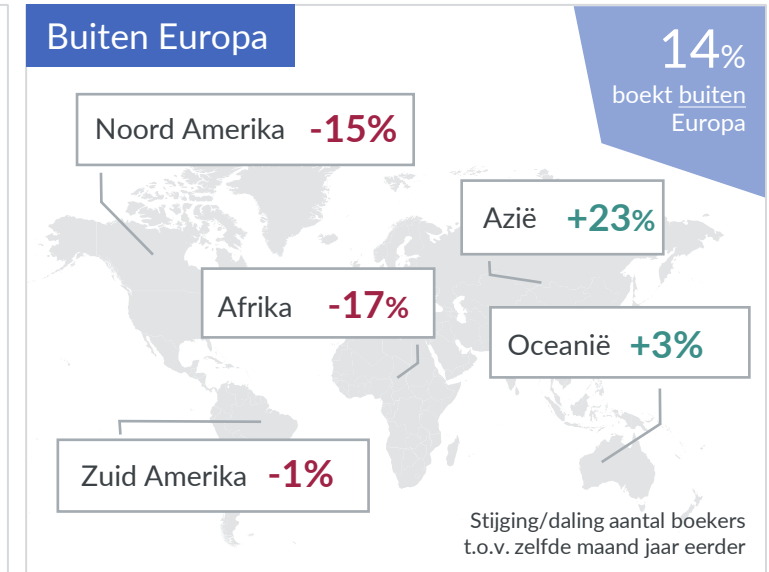 Buiten Europa
14%
boekt buiten
Europa
Noord Amerika -15%
Azië +23%
Afrika -17%
Oceanië +3%
Zuid Amerika -1%
Stijging/daling aantal boekers
t.o.v. zelfde maand jaar eerder